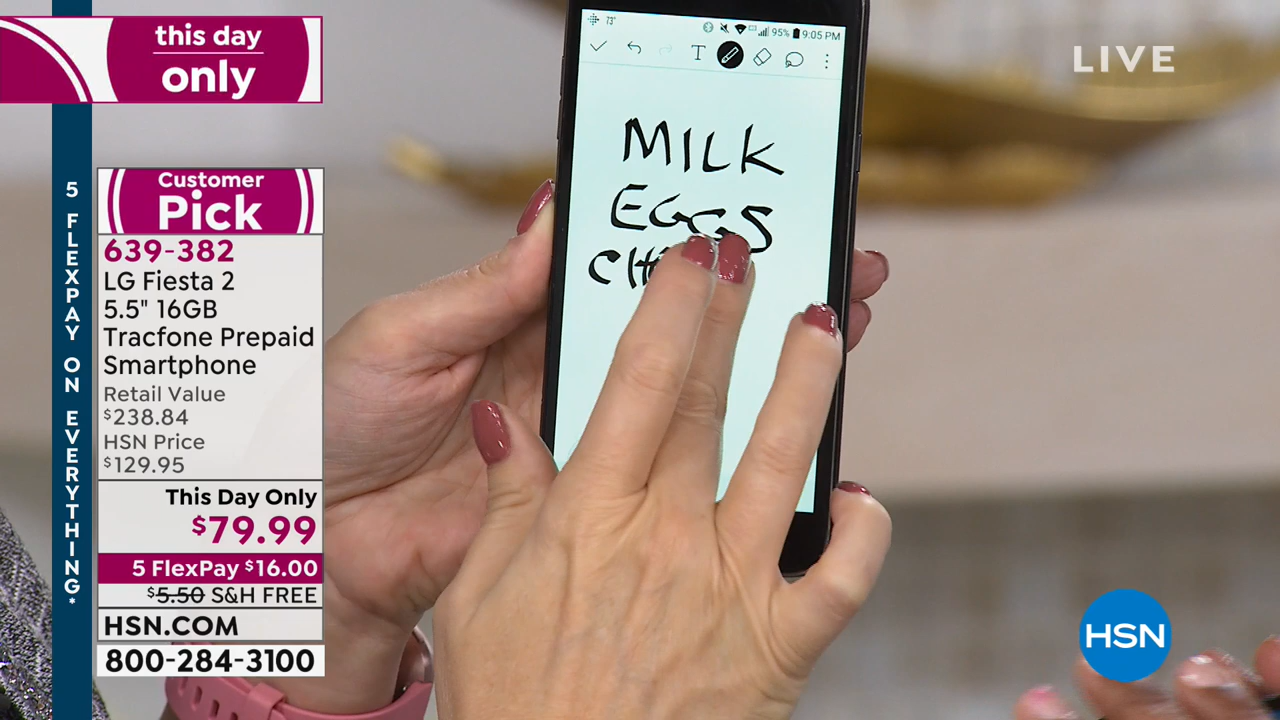 this day
only
5 FLEXPAY ON EVERYTHING*
Customer
Pick
639-382
LG Fiesta 2
5.5" 16GB
Tracfone Prepaid
Smartphone
Retail Value
$238.84
HSN Price
$129.95
This Day Only
$79.99
5 FlexPay $16.00
$5.50 S&H FREE
HSN.COM
800-284-3100
73°
95% 9:05 PM
T
MILK
EGGS
LIVE
HSN